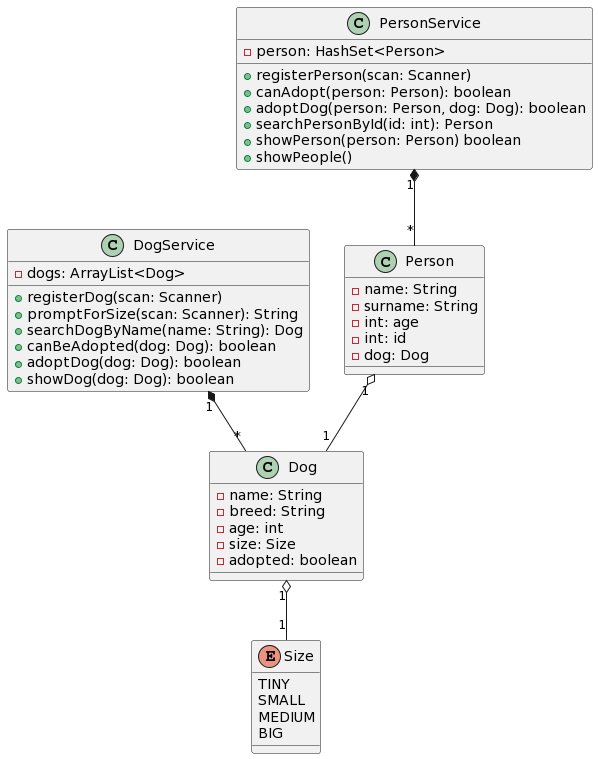 C PersonService
person: HashSet<Person>
registerPerson(scan: Scanner)
canAdopt(person: Person): boolean
adoptDog(person: Person, dog: Dog): boolean
searchPersonById(id: int): Person
showPerson(person: Person) boolean
showPeople()
1
*
C DogService
dogs: ArrayList<Dog>
registerDog(scan: Scanner)
promptForSize(scan: Scanner): String
searchDogByName(name: String): Dog
canBeAdopted(dog: Dog): boolean
adoptDog(dog: Dog): boolean
showDog(dog: Dog): boolean
1
*
C Person
name: String
surname: String
int: age
int: id
dog: Dog
1
1
C Dog
name: String
breed: String
age: int
size: Size
adopted: boolean
1
1
E Size
TINY
SMALL
MEDIUM
BIG